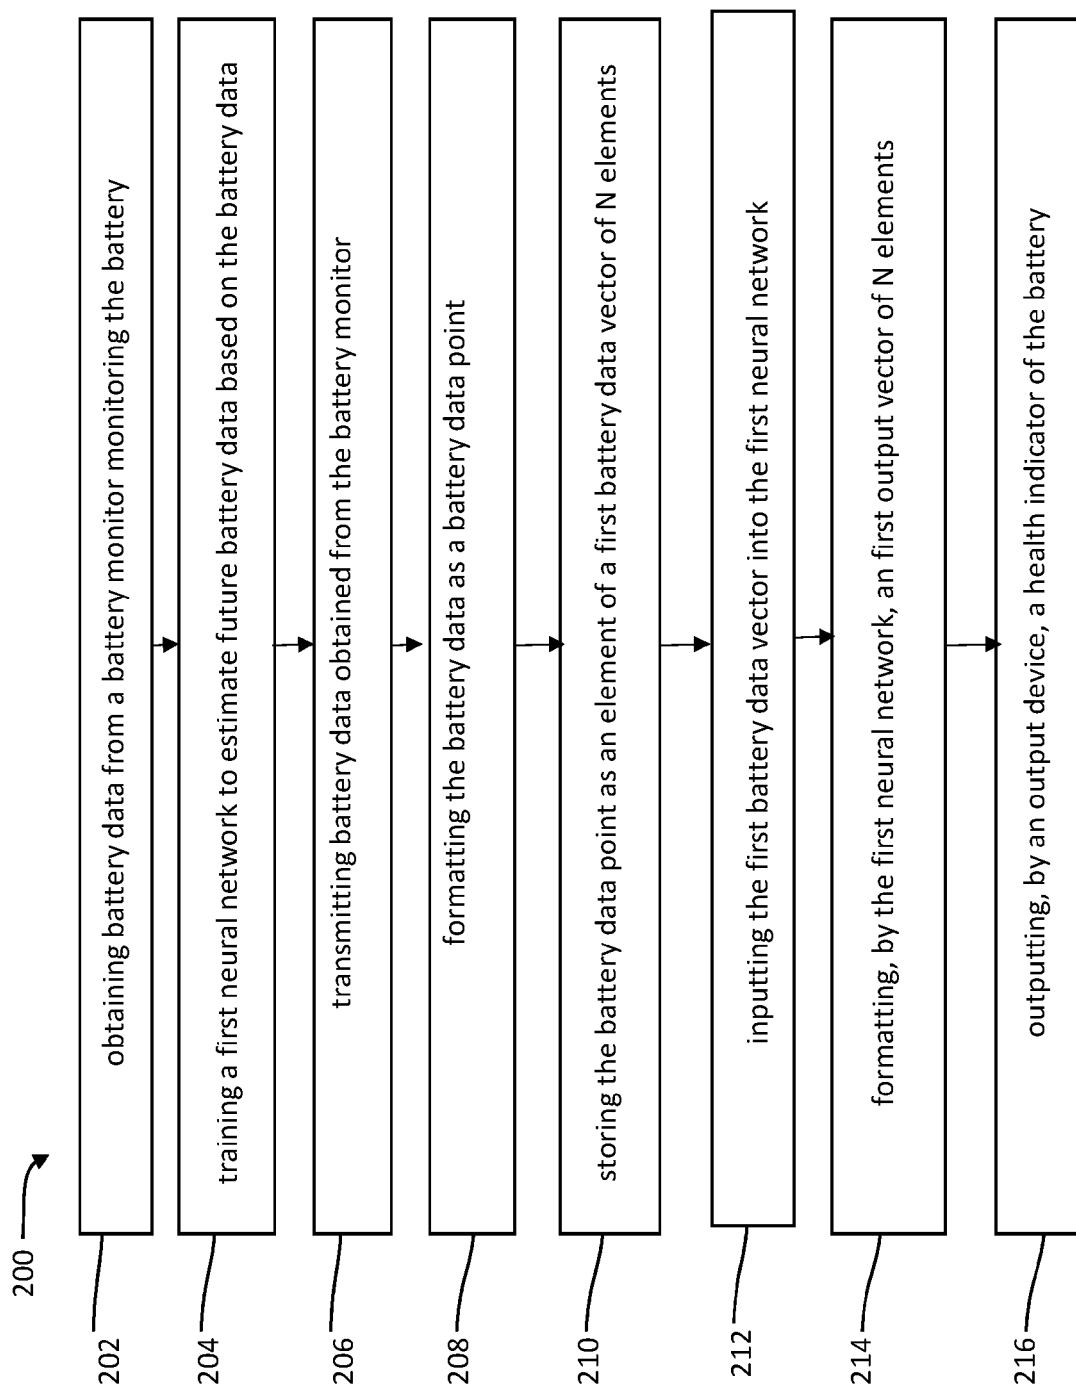 200
202
obtaining battery data from a battery monitor monitoring the battery
204
training a first neural network to estimate future battery data based on the battery data
206
transmitting battery data obtained from the battery monitor
208
formatting the battery data as a battery data point
210
storing the battery data point as an element of a first battery data vector of N elements
212
inputting the first battery data vector into the first neural network
214
formatting, by the first neural network, an first output vector of N elements
216
outputting, by an output device, a health indicator of the battery